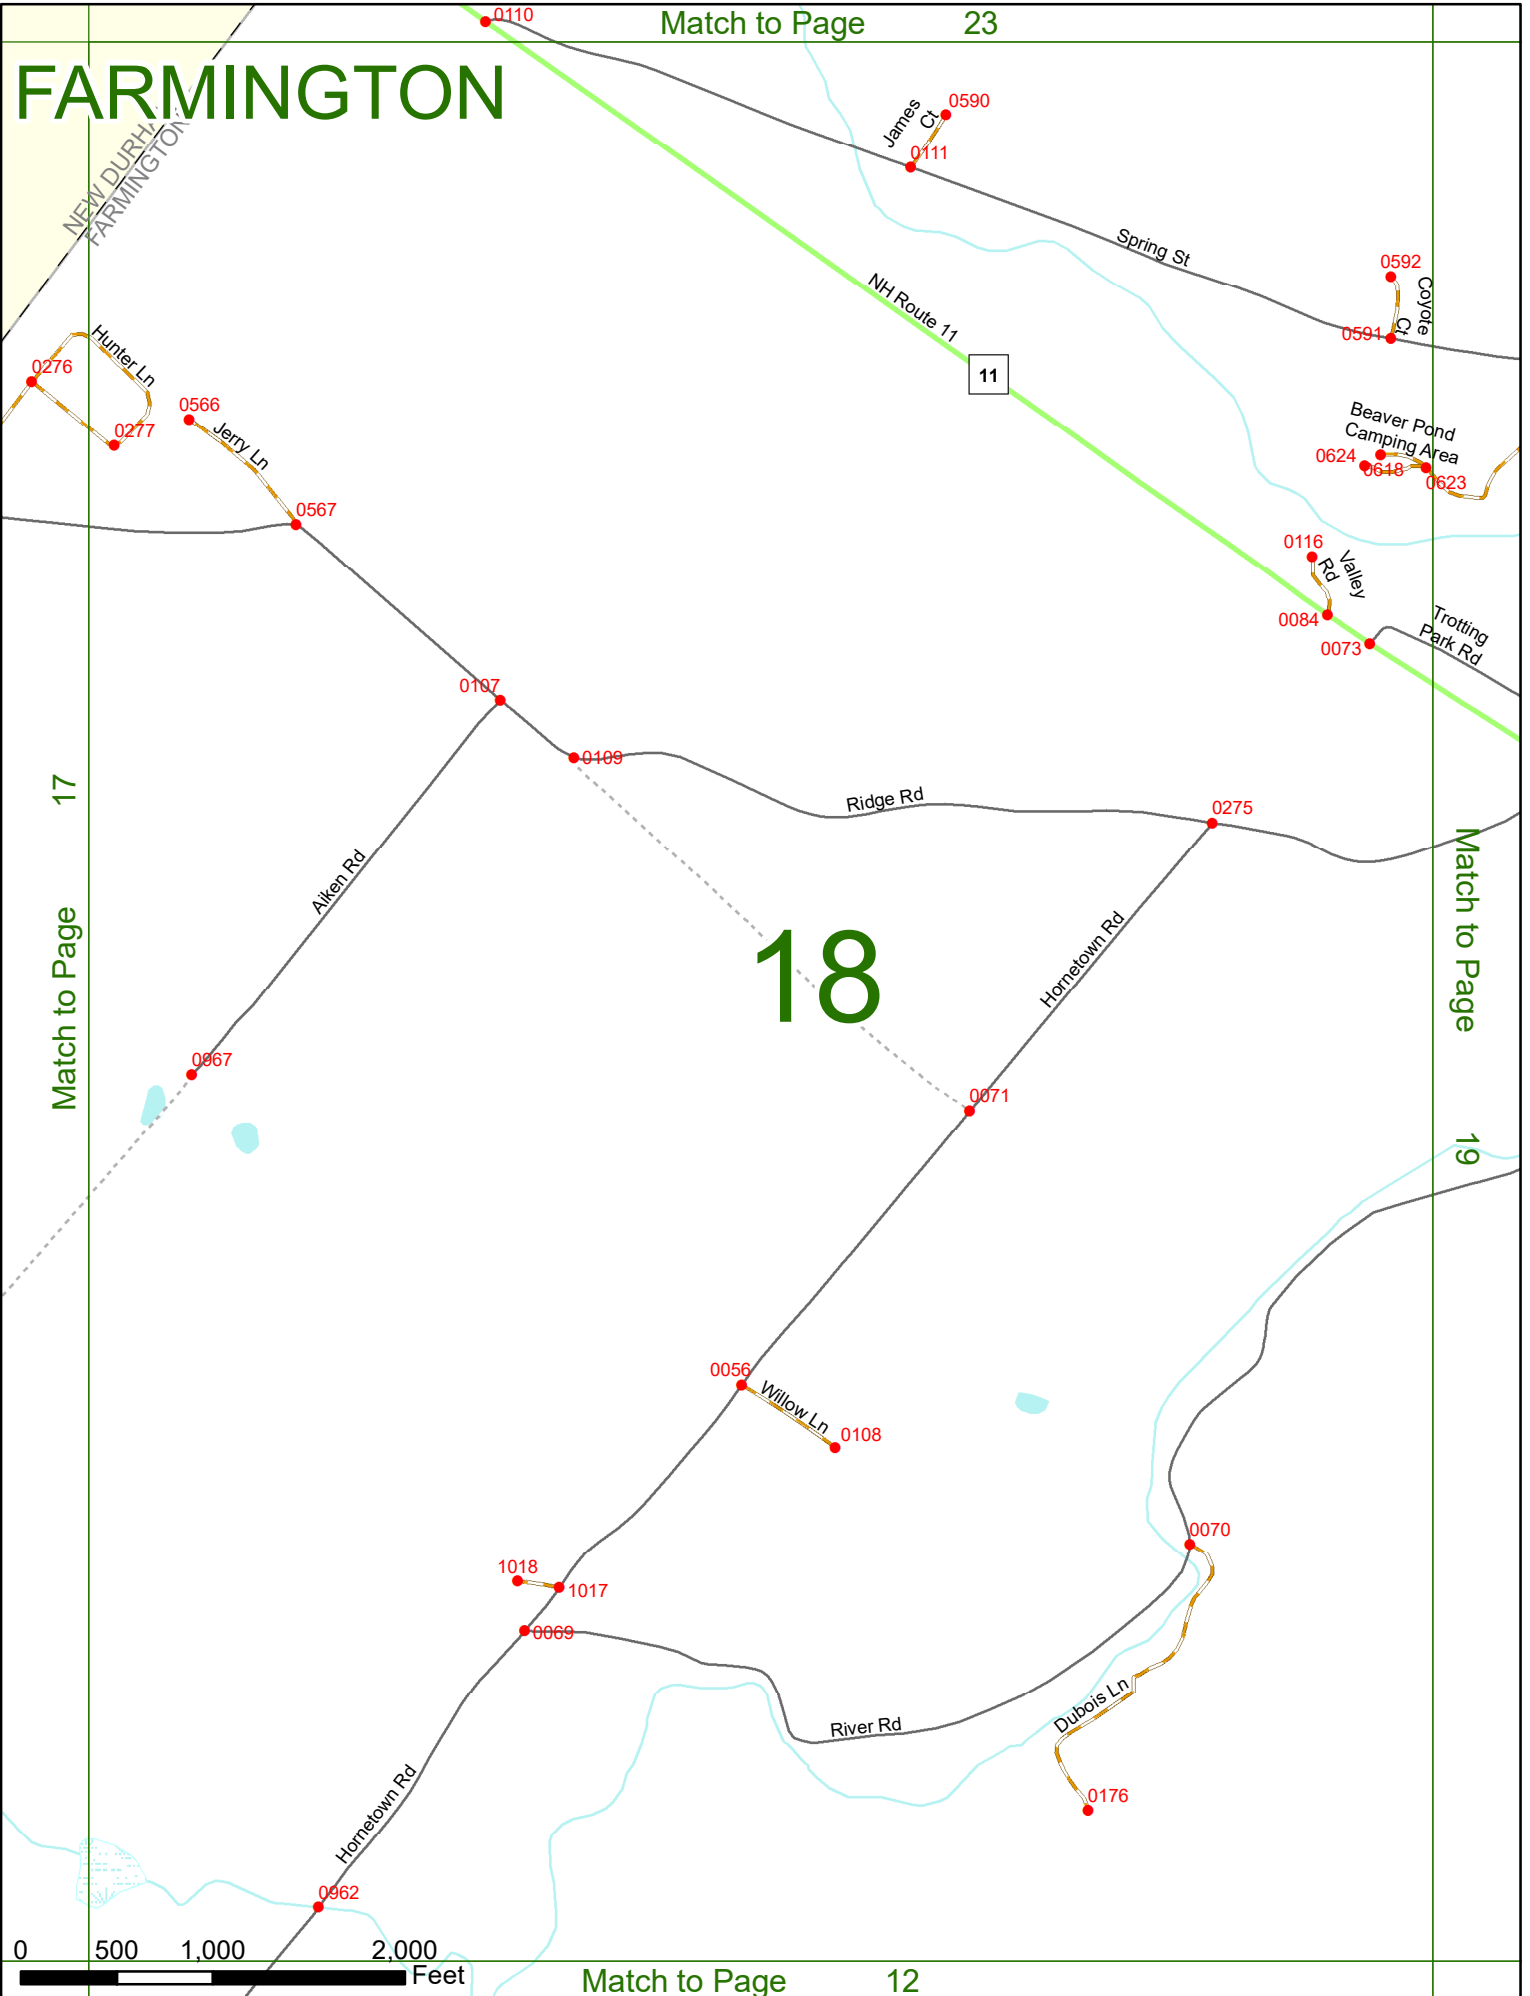 0110
Match to Page 23
FARMINGTON
NEW DURHA
FARMINGTON
James
Ct
0590
0111
Spring St
0592
Coyote
Ct
0591
NH Route 11
11
Hunter Ln
0276
0277
0566
Jerry Ln
0567
Beaver Pond
Camping Area
0624
0618
0623
0116
Valley
Rd
0084
0073
Trotting
Park Rd
0107
0109
Ridge Rd
0275
Match to Page 17
Aiken Rd
18
Hornetown Rd
Match to Page 19
0967
0071
0056
Willow Ln
0108
0070
1018
1017
0069
River Rd
Dubois Ln
0176
Hornetown Rd
0962
0 500 1,000 2,000
Feet
Match to Page 12